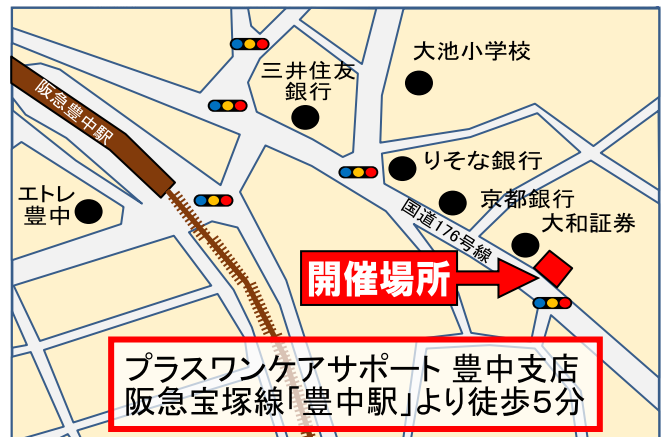 大池小学校
三井住友
銀行
阪急豊中駅
りそな銀行
エトレ
豊中
京都銀行
国道176号線
大和証券
開催場所
プラスワンケアサポート 豊中支店
阪急宝塚線「豊中駅」より徒歩5分